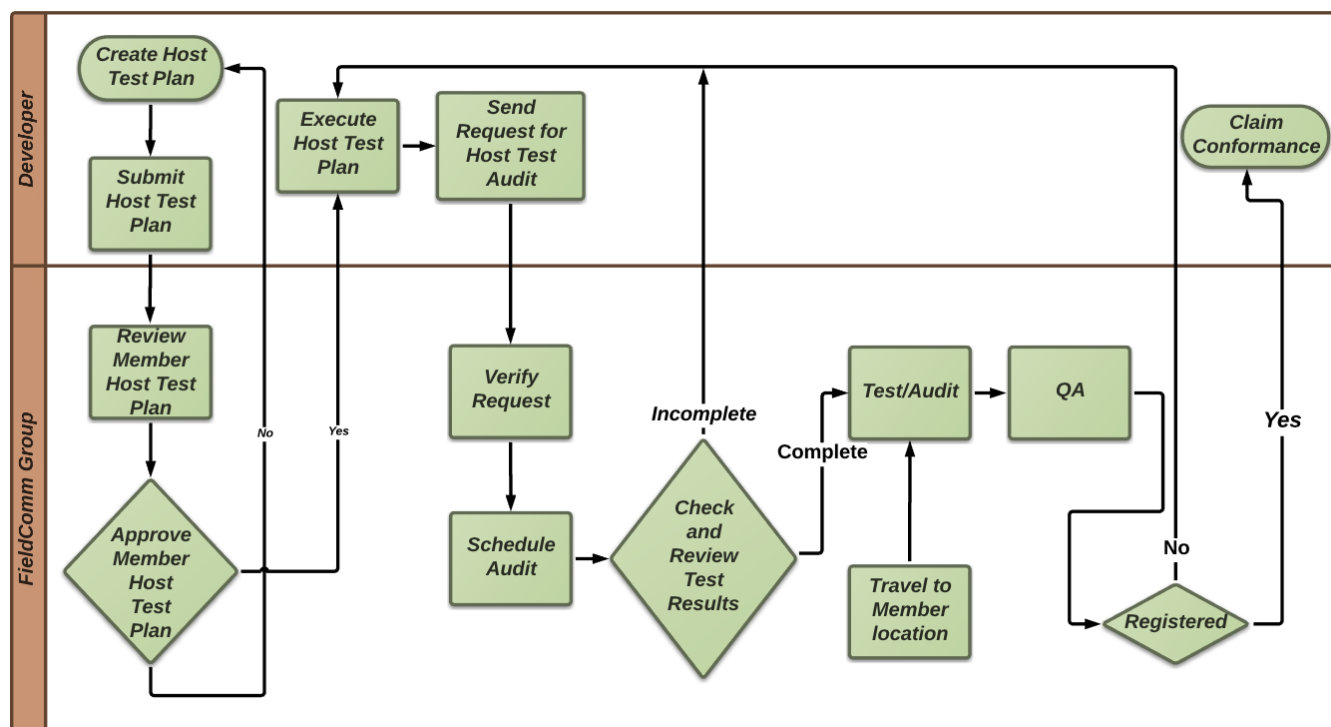 Developer
Create Host
Test Plan
Submit
Host Test
Plan
Execute
Host Test
Plan
Send
Request for
Host Test
Audit
Claim
Conformance
FieldComm Group
Review
Member
Host Test
Plan
Approve
Member
Host
Test
Plan
No
Yes
Verify
Request
Schedule
Audit
Incomplete
Check
and
Review
Test
Results
Complete
Test/Audit
Travel to
Member
location
QA
No
Registered
Yes